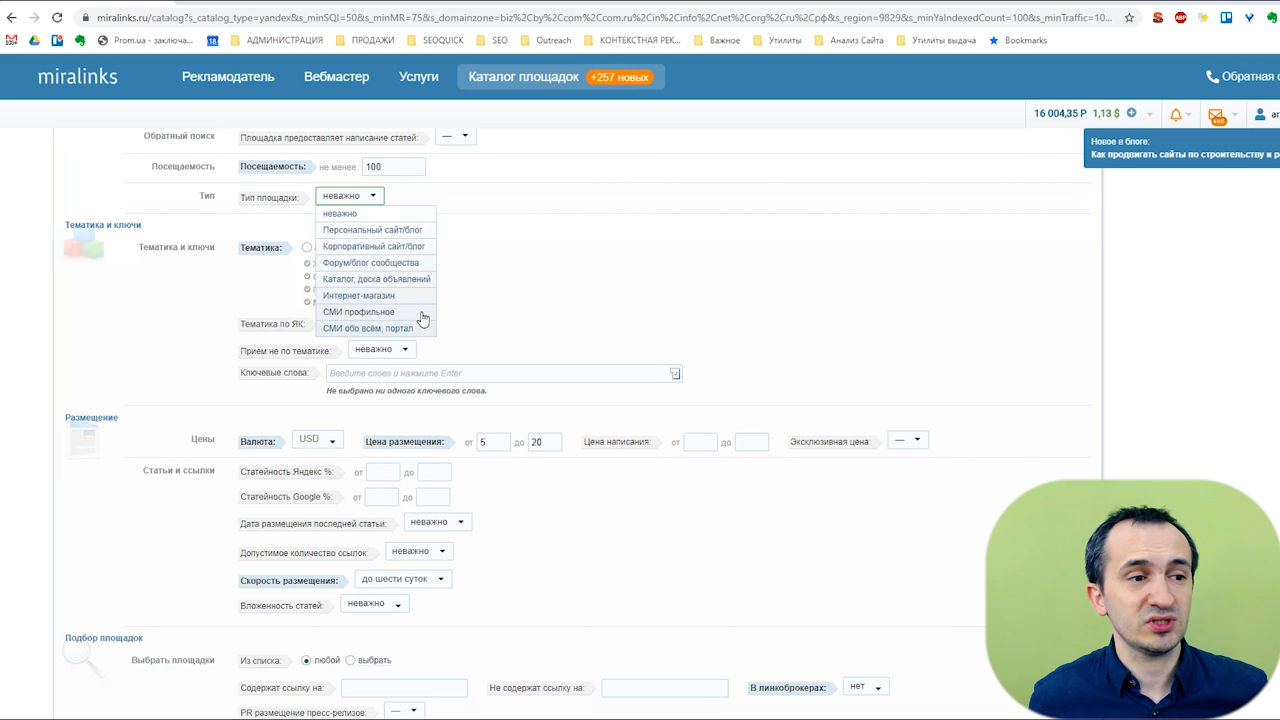 miralinks.ru/catalog?s_catalog_type=yandex&s_minSQI=50&s_minMR=75&s_domainzone=biz%2Cby%2Ccom%2Ccom.ru%2Cin%2Cinfo%2Cnet%2Corg%2Cru%2Cрф&s_region=9829&s_minYaIndexedCount=100&s_minTraffic=10...
Prom.ua - заключа...
18
АДМИНИСТРАЦИЯ
ПРОДАЖИ
SEOQUICK
SEO
Outreach
КОНТЕКСТНАЯ РЕК...
Важное
Утилиты
Анализ Сайта
Утилиты выдача
Bookmarks
miralinks
Рекламодатель
Вебмастер
Услуги
Каталог площадок +257 новых
Обратная с
16 004,35 Р 1,13 $
Новое в блоге:
Как продвигать сайты по строительству и р
Обратный поиск Площадка предоставляет написание статей: —
Посещаемость Посещаемость: не менее 100
Тип Тип площадки: неважно
неважно
Персональный сайт/блог
Корпоративный сайт/блог
Форум/блог сообщества
Каталог, доска объявлений
Интернет-магазин
СМИ профильное
СМИ обо всём, портал
Тематика и ключи
Тематика и ключи Тематика:
Тематика по ЯК:
Прием не по тематике: неважно
Ключевые слова: Введите слово и нажмите Enter
Не выбрано ни одного ключевого слова.
Размещение
Цены Валюта: USD Цена размещения: от 5 до 20 Цена написания: от до Эксклюзивная цена: —
Статьи и ссылки Статейность Яндекс %: от до
Статейность Google %: от до
Дата размещения последней статьи: неважно
Допустимое количество ссылок: неважно
Скорость размещения: до шести суток
Вложенность статей: неважно
Подбор площадок
Выбрать площадки Из списка: любой выбрать
Содержат ссылку на: Не содержат ссылку на: В линкоброкерах: нет
PR размещение пресс-релизов: —